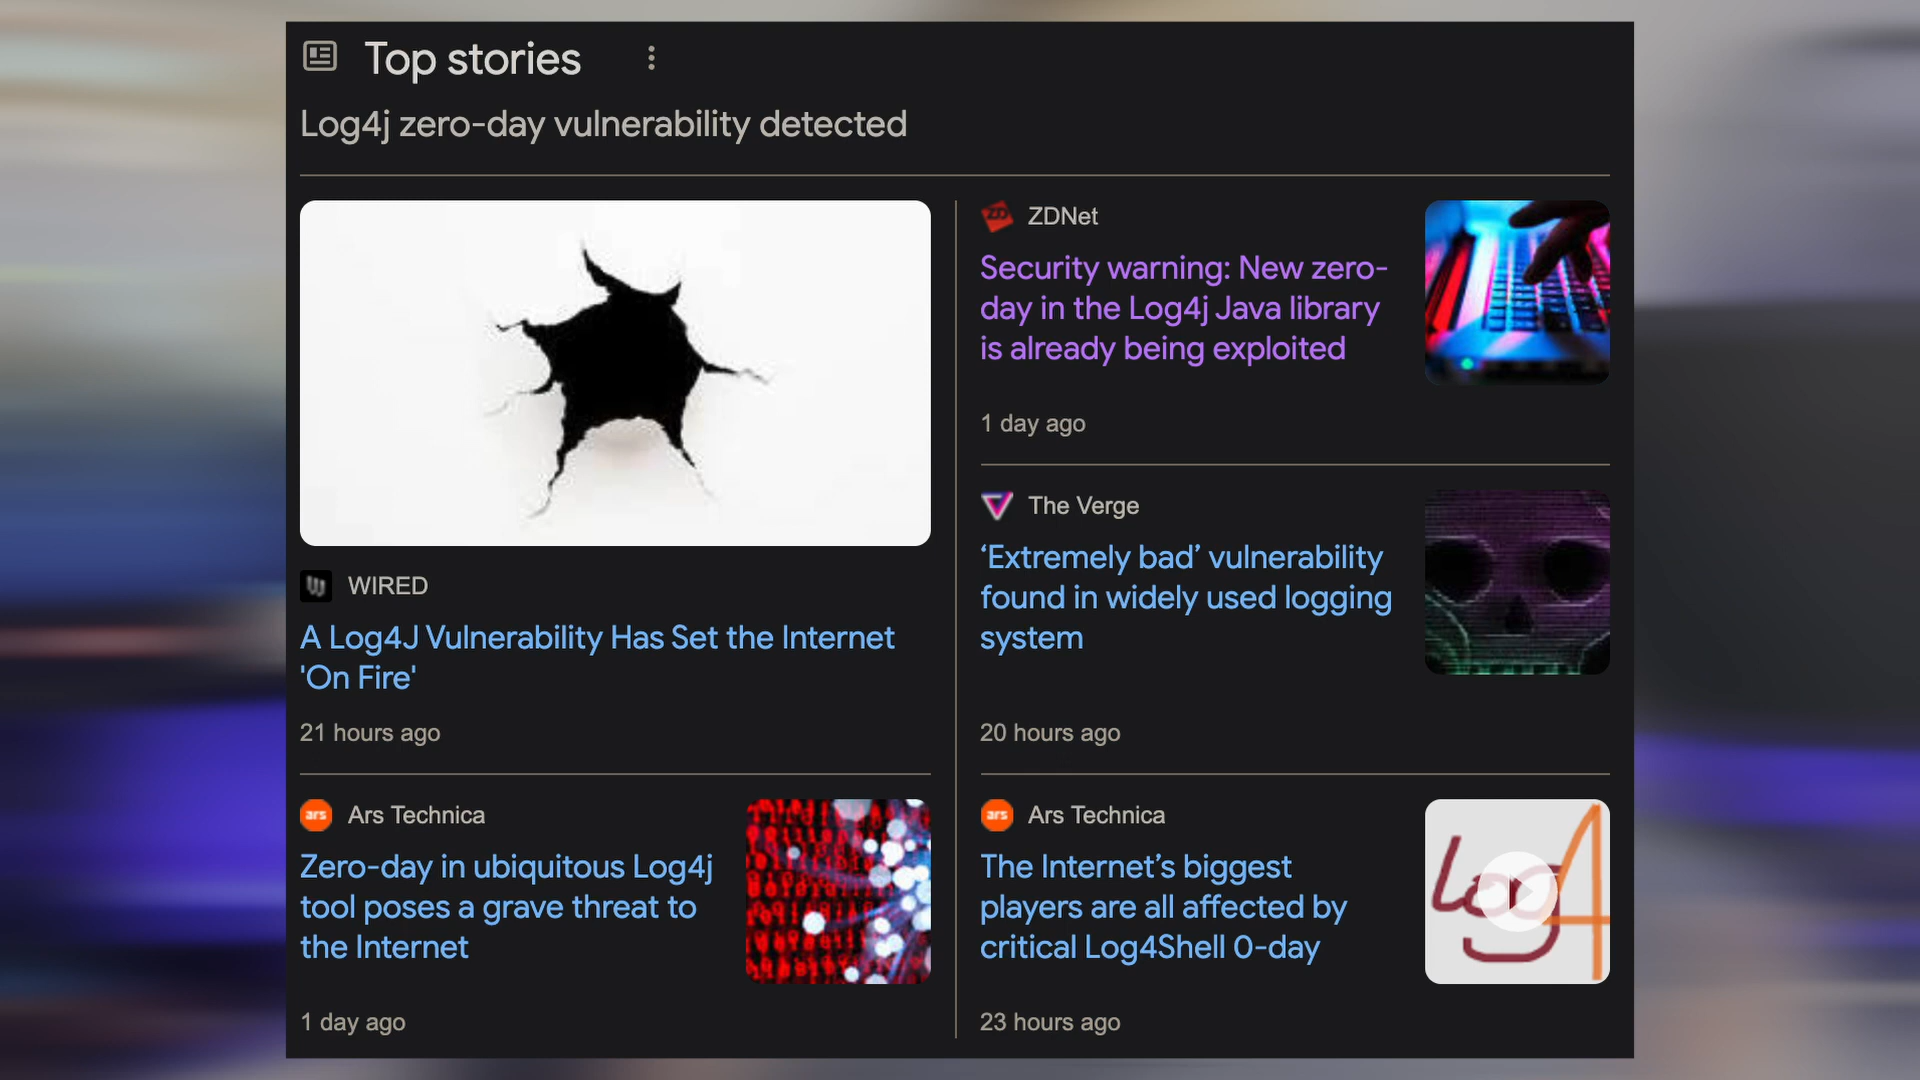 Top stories
Log4j zero-day vulnerability detected
WIRED
A Log4J Vulnerability Has Set the Internet
'On Fire'
21 hours ago
ars
Ars Technica
Zero-day in ubiquitous Log4j
tool poses a grave threat to
the Internet
1 day ago
ZD
ZDNet
Security warning: New zero-
day in the Log4j Java library
is already being exploited
1 day ago
The Verge
‘Extremely bad’ vulnerability
found in widely used logging
system
20 hours ago
ars
Ars Technica
The Internet’s biggest
players are all affected by
critical Log4Shell 0-day
23 hours ago
log4